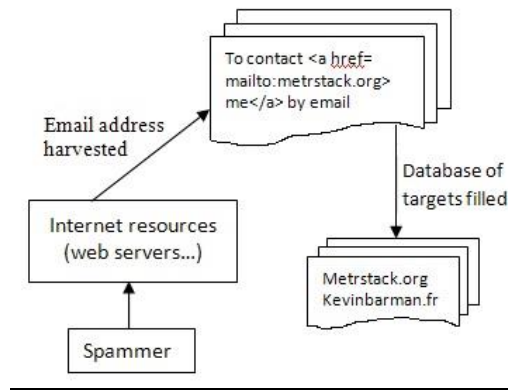 To contact <a href=
mailto:metrstack.org>
me</a> by email
Email address
harvested
Database of
targets filled
Internet resources
(web servers...)
Metrstack.org
Kevinbarman.fr
Spammer